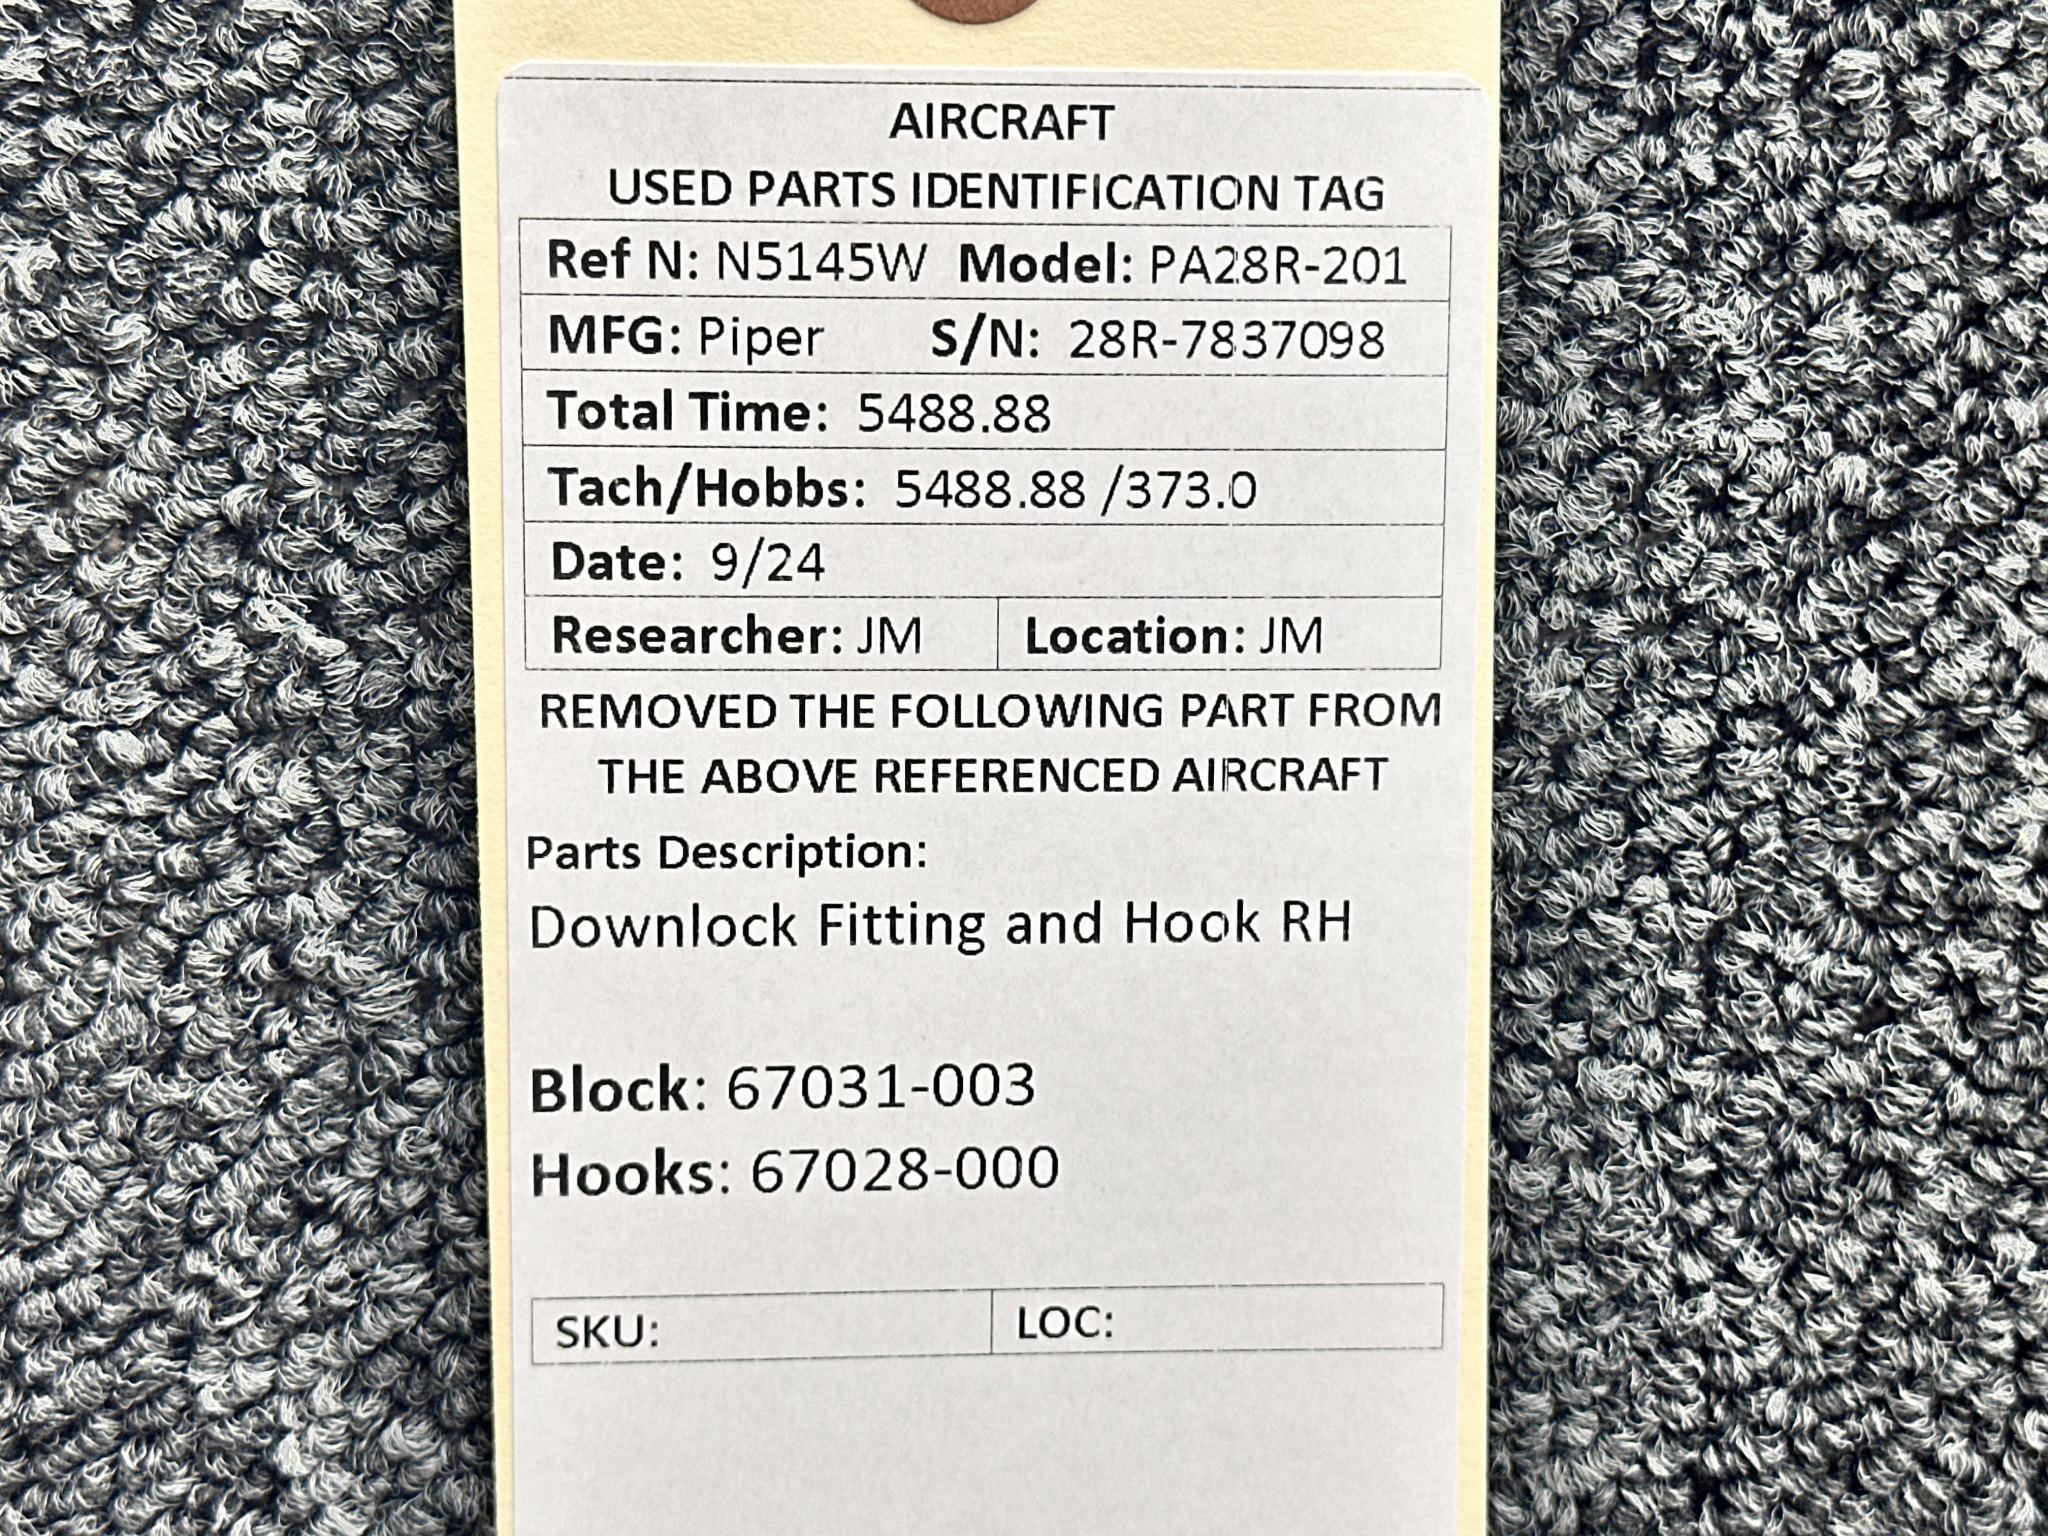 AIRCRAFT
USED PARTS IDENTIFICATION TAG
Ref N: N5145W Model: PA28R-201
MFG: Piper S/N: 28R-7837098
Total Time: 5488.88
Tach/Hobbs: 5488.88 /373.0
Date: 9/24
Researcher: JM Location: JM
REMOVED THE FOLLOWING PART FROM
THE ABOVE REFERENCED AIRCRAFT
Parts Description:
Downlock Fitting and Hook RH
Block: 67031-003
Hooks: 67028-000
SKU: LOC: